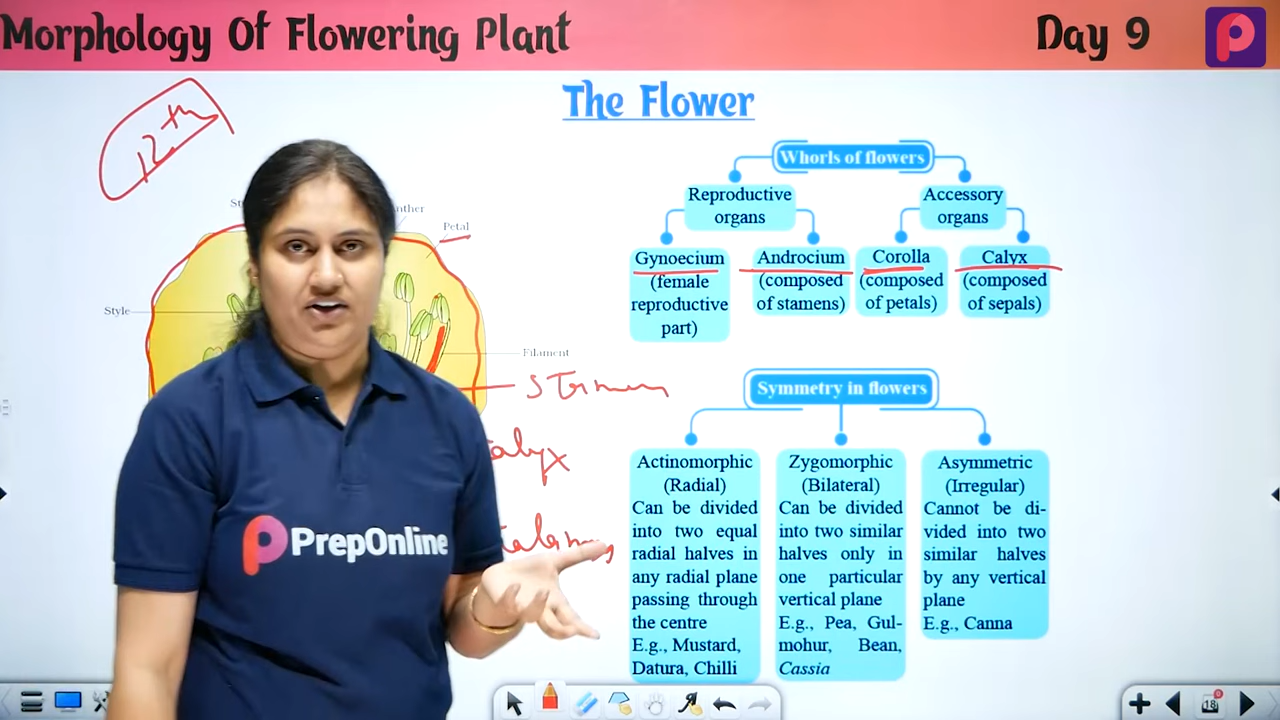 Morphology Of Flowering Plant
Day 9
The Flower
12th
Petal
Style
Filament
Calyx
PrepOnline
Whorls of flowers
Reproductive
organs
Accessory
organs
Gynoecium
(female
reproductive
part)
Androcium
(composed
of stamens)
Corolla
(composed
of petals)
Calyx
(composed
of sepals)
Symmetry in flowers
Actinomorphic
(Radial)
Can be divided
into two equal
radial halves in
any radial plane
passing through
the centre
E.g., Mustard,
Datura, Chilli
Zygomorphic
(Bilateral)
Can be divided
into two similar
halves only in
one particular
vertical plane
E.g., Pea, Gul-
mohur, Bean,
Cassia
Asymmetric
(Irregular)
Cannot be di-
vided into two
similar halves
by any vertical
plane
E.g., Canna
18